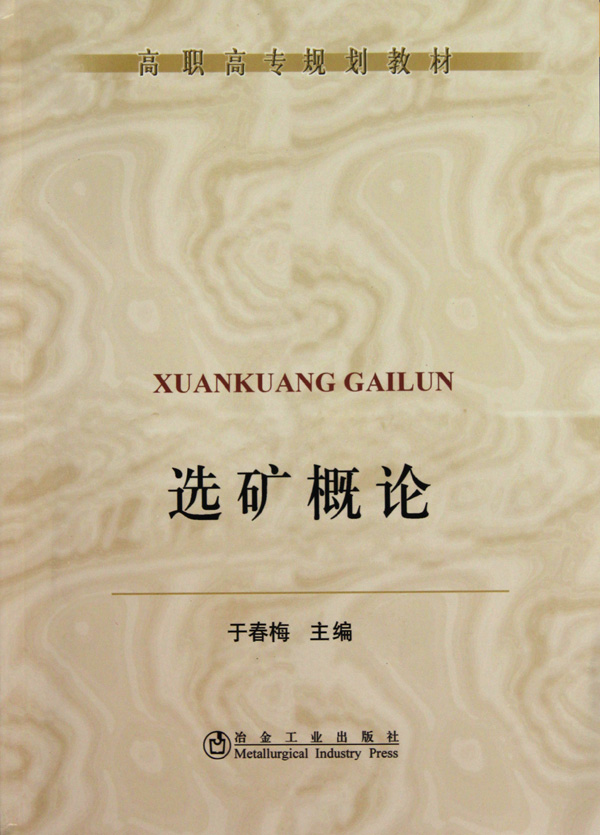 高职高专规划教材
XUANKUANG GAILUN
选矿概论
于春梅 主编
冶金工业出版社
Metallurgical Industry Press